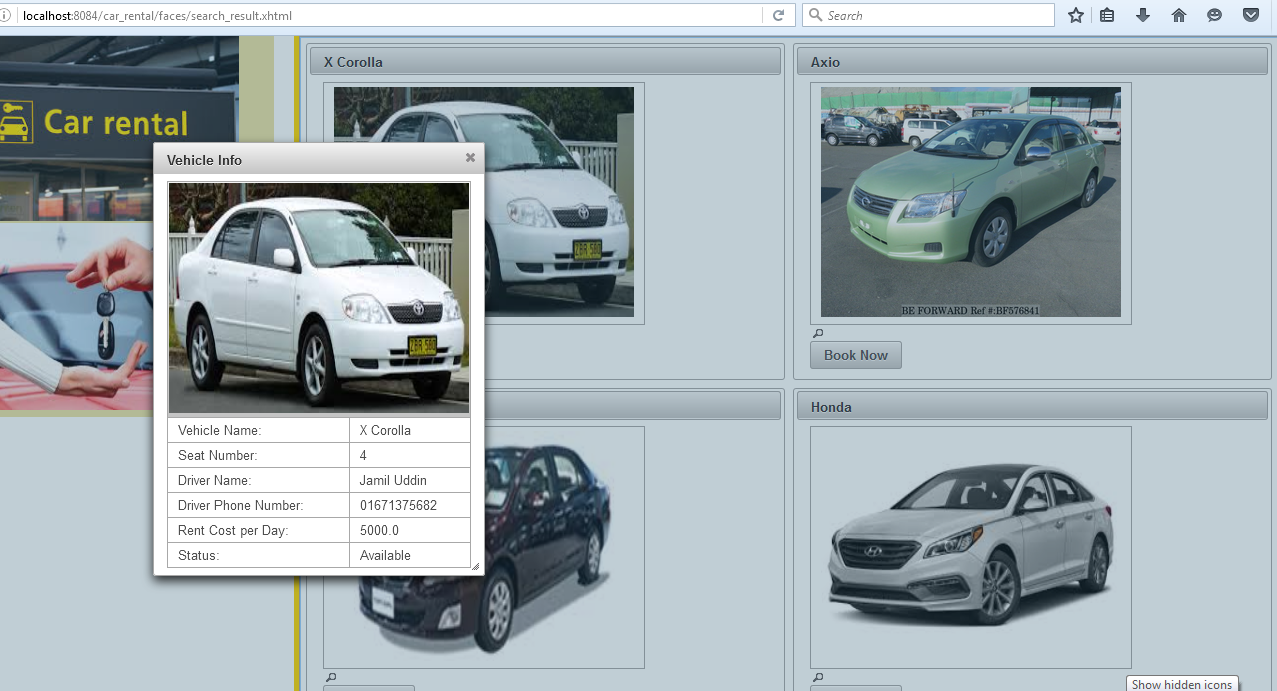 localhost:8084/car_rental/faces/search_result.xhtml
Search
Car rental
X Corolla
Axio
BE FORWARD Ref #:BF576841
Book Now
Honda
Vehicle Info
Vehicle Name: X Corolla
Seat Number: 4
Driver Name: Jamil Uddin
Driver Phone Number: 01671375682
Rent Cost per Day: 5000.0
Status: Available
Show hidden icons